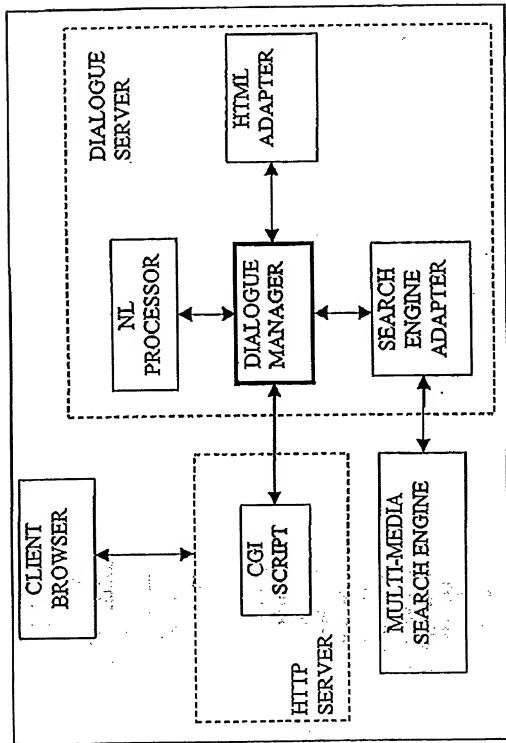 CLIENT
BROWSER
DIALOGUE
SERVER
NL
PROCESSOR
CGI
SCRIPT
DIALOGUE
MANAGER
HTML
ADAPTER
HTTP
SERVER
MULTI-MEDIA
SEARCH ENGINE
SEARCH
ENGINE
ADAPTER